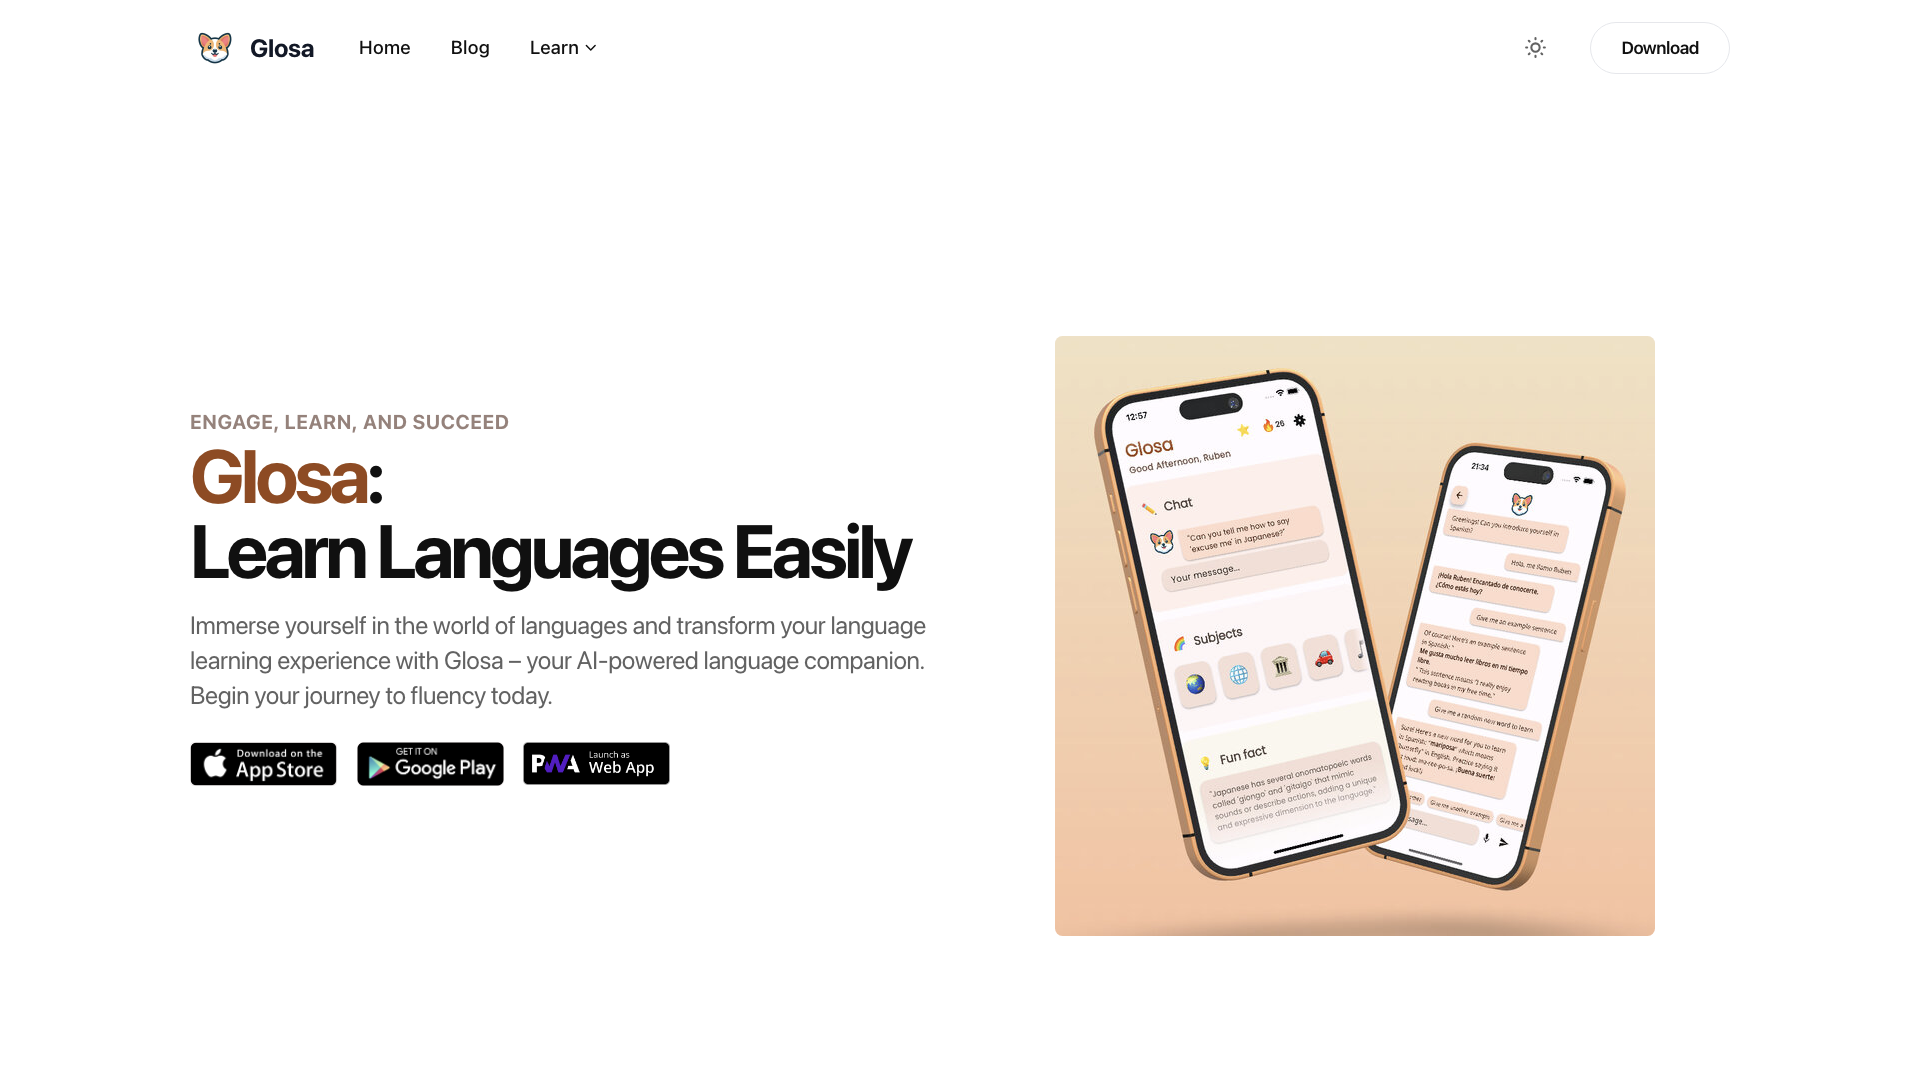 Glosa
Home
Blog
Learn
Download
ENGAGE, LEARN, AND SUCCEED
Glosa:
Learn Languages Easily
Immerse yourself in the world of languages and transform your language
learning experience with Glosa – your AI-powered language companion.
Begin your journey to fluency today.
Download on the
App Store
GET IT ON
Google Play
PWA
Launch as
Web App
12:57
26
Glosa
Good Afternoon, Ruben
Chat
"Can you tell me how to say
'excuse me' in Japanese?"
Your message...
Subjects
Fun fact
"Japanese has several onomatopoeic words
called 'giongo' and 'gitaigo' that mimic
sounds or describe actions, adding a unique
and expressive dimension to the language."
21:34
Greetings! Can you introduce yourself in
Spanish?
Hola, me llamo Ruben
¡Hola Ruben! Encantado de conocerte.
¿Cómo estás hoy?
Give me an example sentence
Of course! Here's an example sentence
in Spanish: "
Me gusta mucho leer libros en mi tiempo
libre.
" This sentence means "I really enjoy
reading books in my free time."
Give me a random new word to learn
Sure! Here's a new word for you to learn
in Spanish: "mariposa" which means
"butterfly" in English. Practice saying it
loud: ma-ree-po-sa. ¡Buena suerte!
luck!)
Give me another example
Give me a